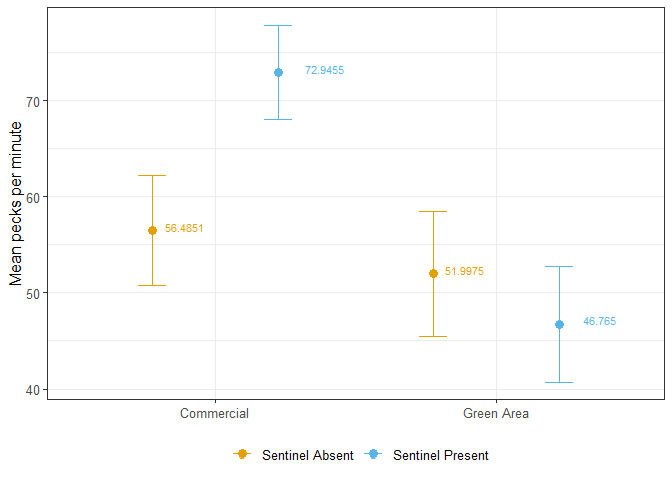 Mean pecks per minute
70
60
50
40
72.9455
56.4851
51.9975
46.765
Commercial
Green Area
Sentinel Absent
Sentinel Present